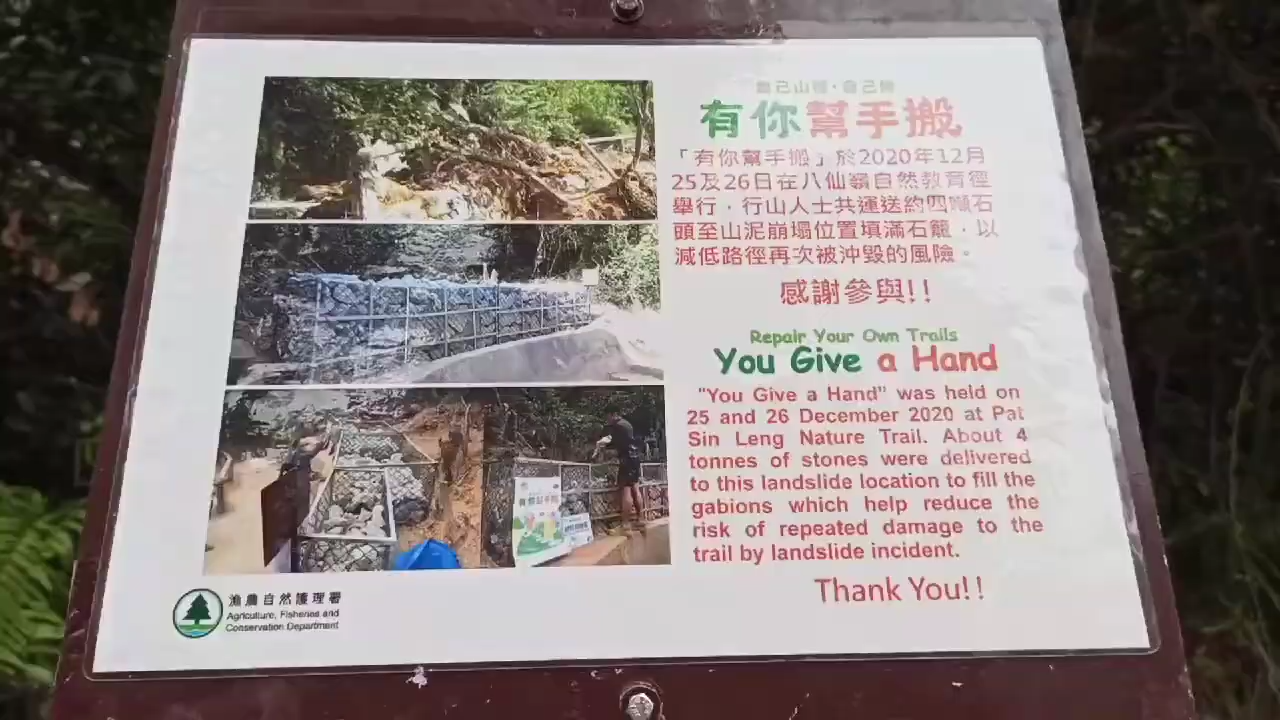 自己山徑·自己修
有你幫手搬
「有你幫手搬」於2020年12月
25及26日在八仙嶺自然教育徑
舉行，行山人士共運送約四噸石
頭至山泥崩塌位置填滿石籠，以
減低路徑再次被沖毀的風險。
感謝參與!!
Repair Your Own Trails
You Give a Hand
"You Give a Hand" was held on
25 and 26 December 2020 at Pat
Sin Leng Nature Trail. About 4
tonnes of stones were delivered
to this landslide location to fill the
gabions which help reduce the
risk of repeated damage to the
trail by landslide incident.
Thank You!!
有你幫手搬
漁農自然護理署
Agriculture, Fisheries and
Conservation Department